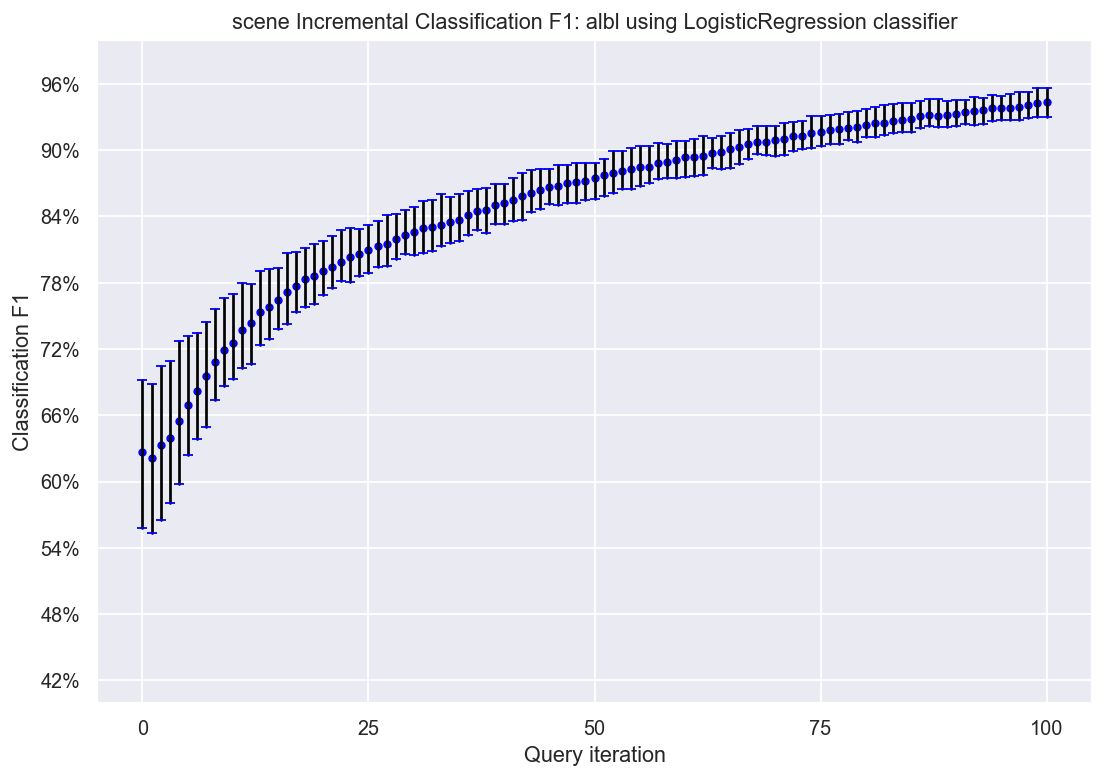 scene Incremental Classification F1: albl using LogisticRegression classifier
96%
90%
84%
78%
72%
66%
60%
54%
48%
42%
Classification F1
0 25 50 75 100
Query iteration